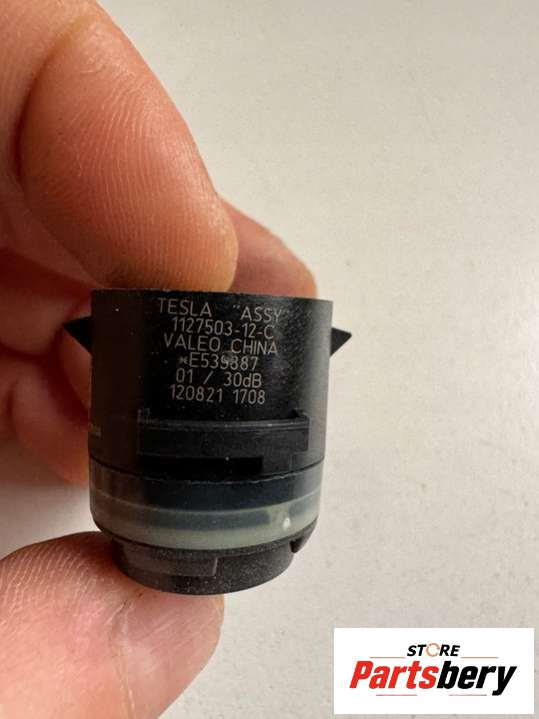 TESLA "ASSY
1127503-12-C
VALEO CHINA
*E539887
01 / 30dB
120821 1708
STORE
Partsbery